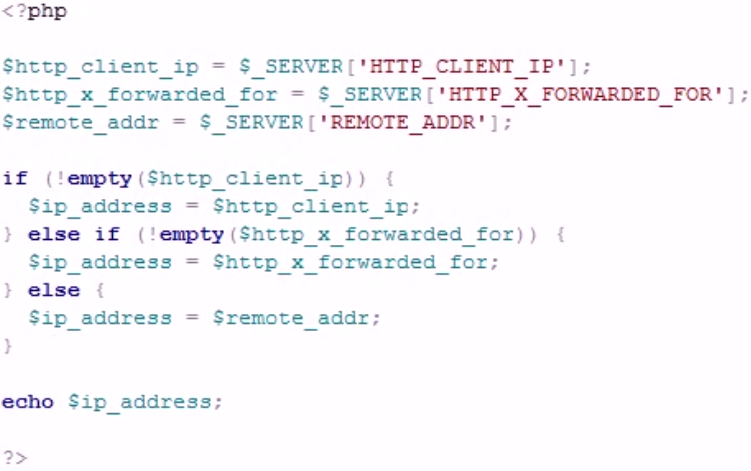 <?php
$http_client_ip = $_SERVER['HTTP_CLIENT_IP'];
$http_x_forwarded_for = $_SERVER['HTTP_X_FORWARDED_FOR'];
$remote_addr = $_SERVER['REMOTE_ADDR'];
if (!empty($http_client_ip)) {
$ip_address = $http_client_ip;
} else if (!empty($http_x_forwarded_for)) {
$ip_address = $http_x_forwarded_for;
} else {
$ip_address = $remote_addr;
}
echo $ip_address;
?>